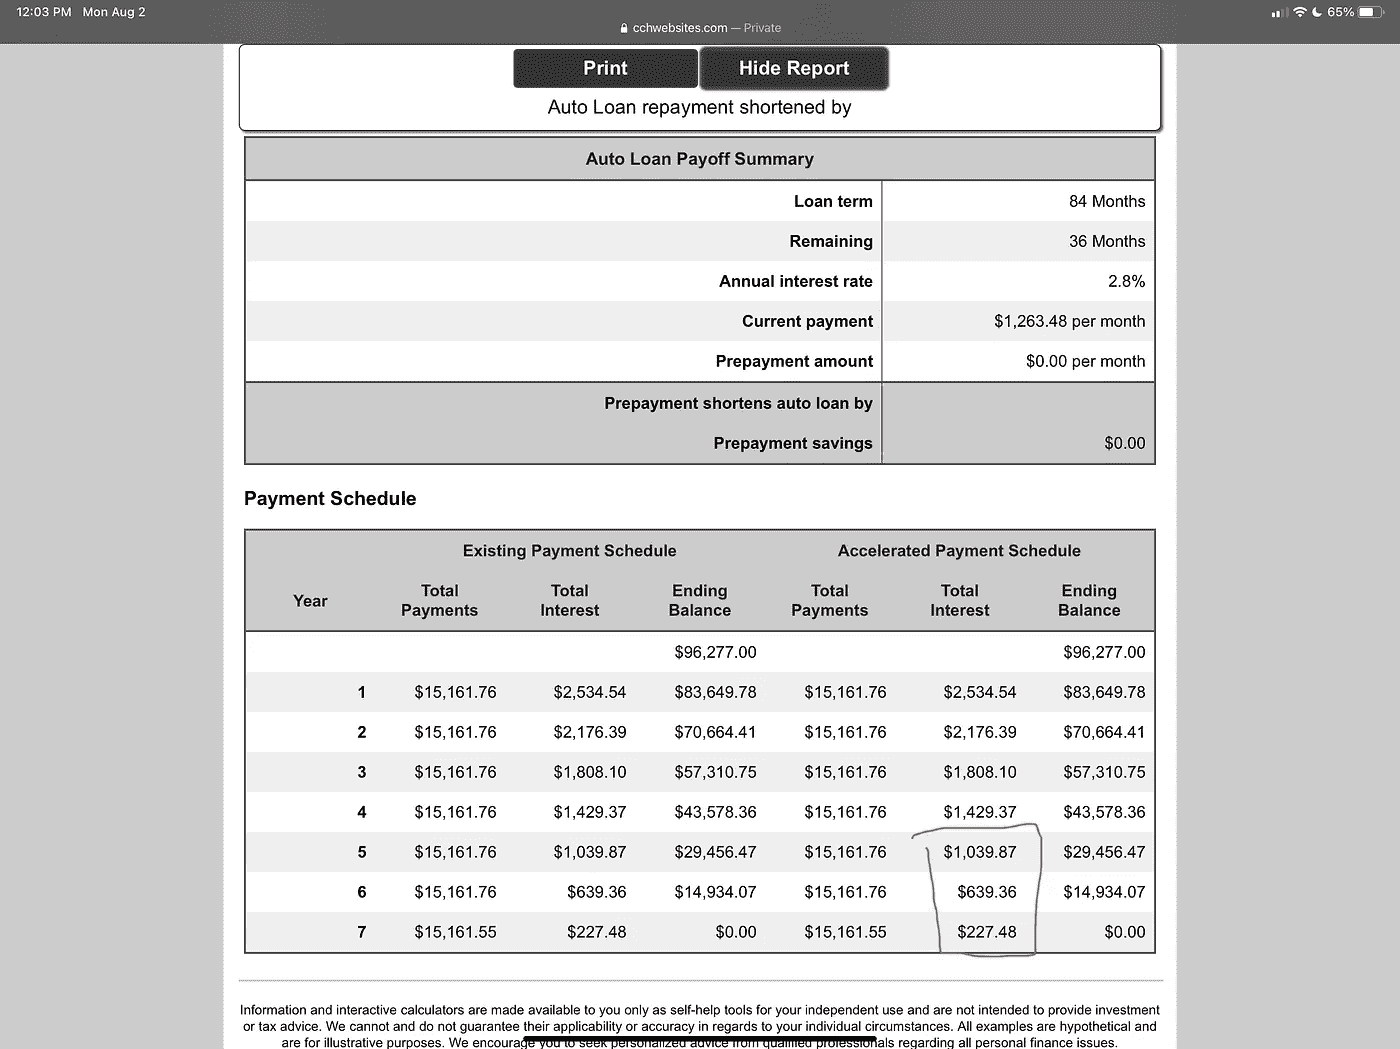 12:03 PM Mon Aug 2
65%
cchwebsites.com — Private
Print Hide Report
Auto Loan repayment shortened by
Auto Loan Payoff Summary
Loan term 84 Months
Remaining 36 Months
Annual interest rate 2.8%
Current payment $1,263.48 per month
Prepayment amount $0.00 per month
Prepayment shortens auto loan by
Prepayment savings $0.00
Payment Schedule
Existing Payment Schedule Accelerated Payment Schedule
Year Total Payments Total Interest Ending Balance Total Payments Total Interest Ending Balance
$96,277.00 $96,277.00
1 $15,161.76 $2,534.54 $83,649.78 $15,161.76 $2,534.54 $83,649.78
2 $15,161.76 $2,176.39 $70,664.41 $15,161.76 $2,176.39 $70,664.41
3 $15,161.76 $1,808.10 $57,310.75 $15,161.76 $1,808.10 $57,310.75
4 $15,161.76 $1,429.37 $43,578.36 $15,161.76 $1,429.37 $43,578.36
5 $15,161.76 $1,039.87 $29,456.47 $15,161.76 $1,039.87 $29,456.47
6 $15,161.76 $639.36 $14,934.07 $15,161.76 $639.36 $14,934.07
7 $15,161.55 $227.48 $0.00 $15,161.55 $227.48 $0.00
Information and interactive calculators are made available to you only as self-help tools for your independent use and are not intended to provide investment
or tax advice. We cannot and do not guarantee their applicability or accuracy in regards to your individual circumstances. All examples are hypothetical and
are for illustrative purposes. We encourage you to seek personalized advice from qualified professionals regarding all personal finance issues.